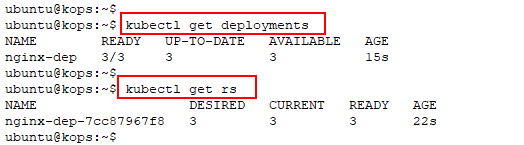 ubuntu@kops:~$
ubuntu@kops:~$ kubectl get deployments
NAME READY UP-TO-DATE AVAILABLE AGE
nginx-dep 3/3 3 3 15s
ubuntu@kops:~$
ubuntu@kops:~$ kubectl get rs
NAME DESIRED CURRENT READY AGE
nginx-dep-7cc87967f8 3 3 3 22s
ubuntu@kops:~$